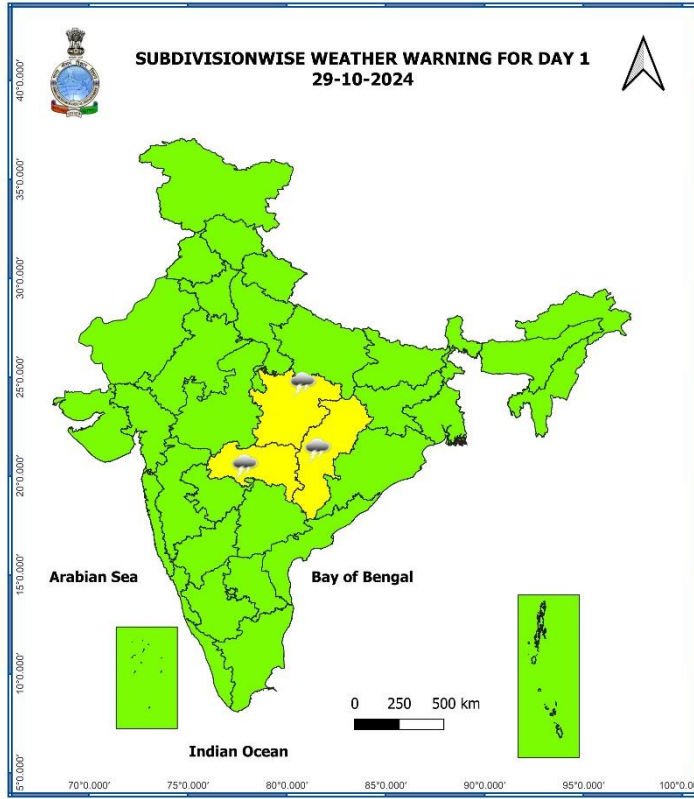 SUBDIVISIONWISE WEATHER WARNING FOR DAY 1
29-10-2024
40°0.000'
35°0.000'
30°0.000'
25°0.000'
20°0.000'
15°0.000'
10°0.000'
5°0.000'
Arabian Sea
Bay of Bengal
0 250 500 km
Indian Ocean
70°0.000' 75°0.000' 80°0.000' 85°0.000' 90°0.000' 95°0.000' 100°0.00